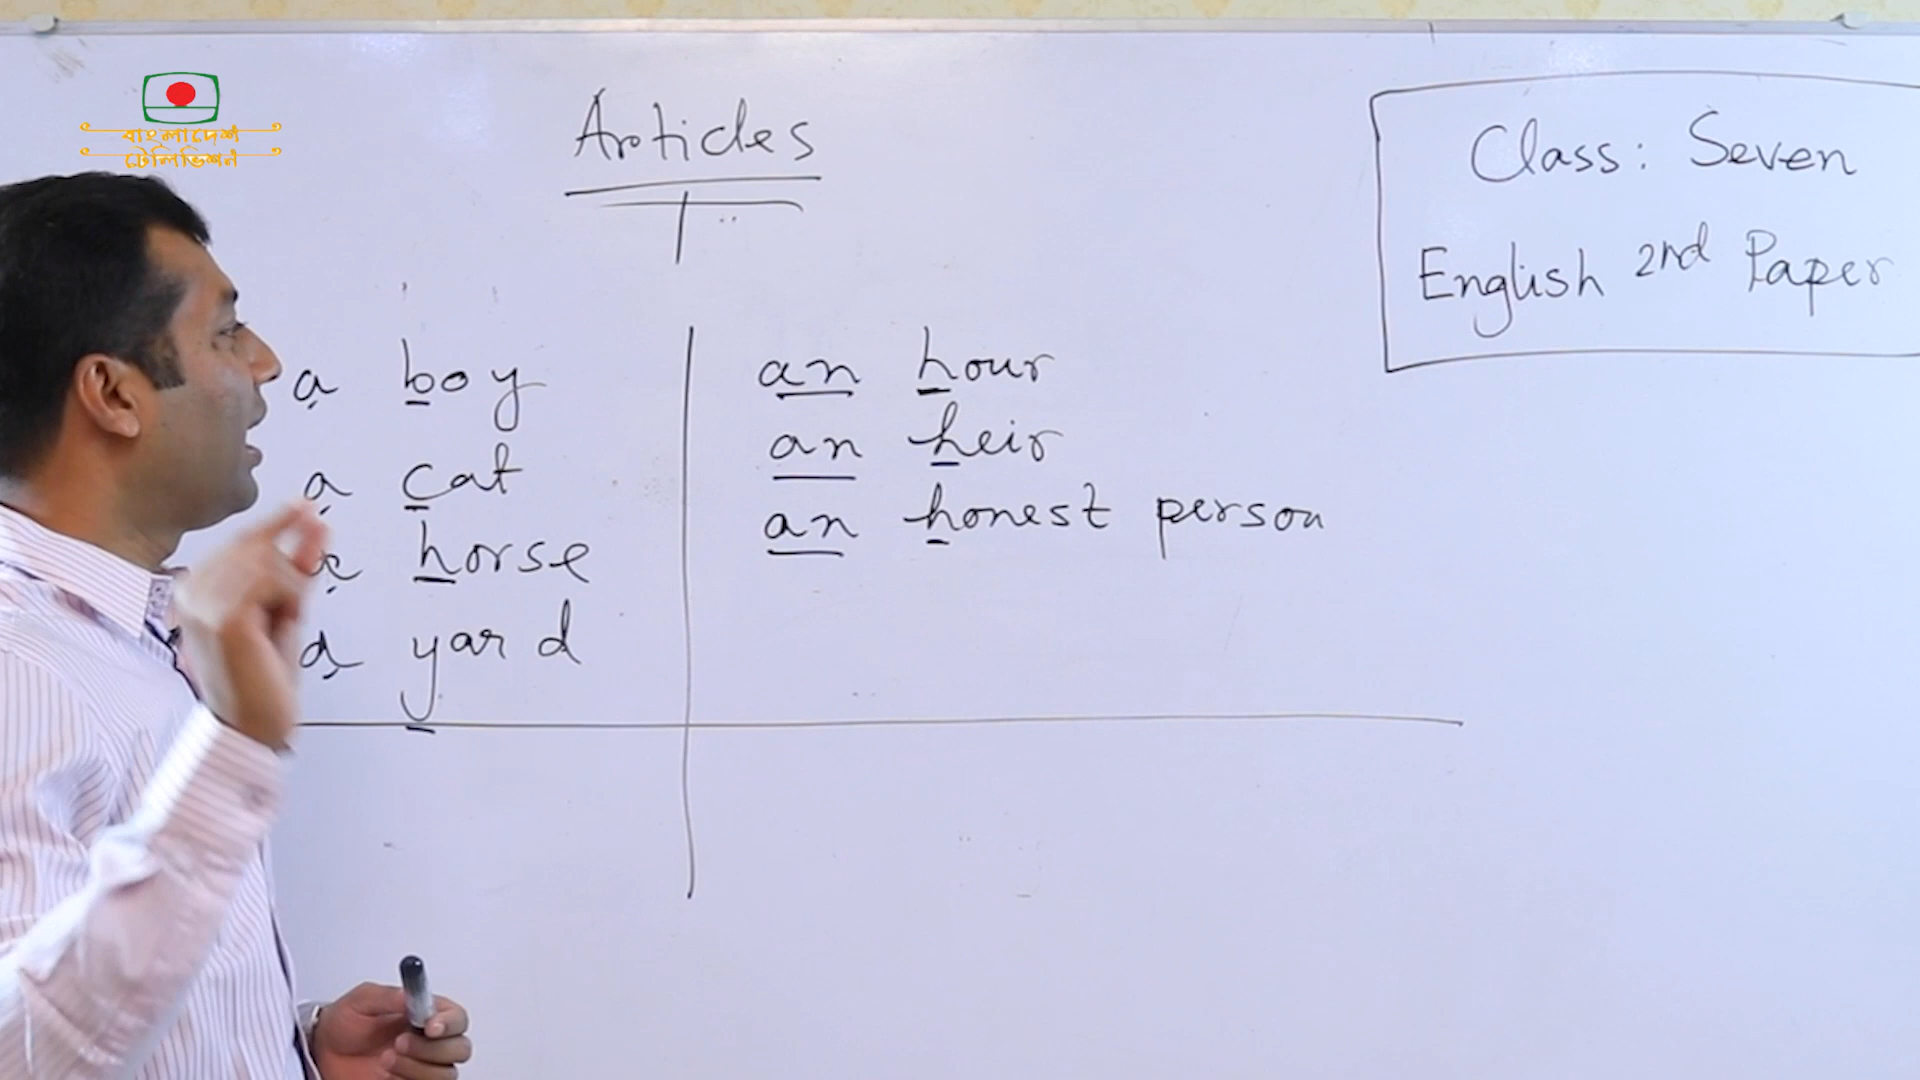 বাংলাদেশ
টেলিভিশন
Articles
Class: Seven
English 2nd Paper
a boy
a cat
a horse
a yard
an hour
an heir
an honest person